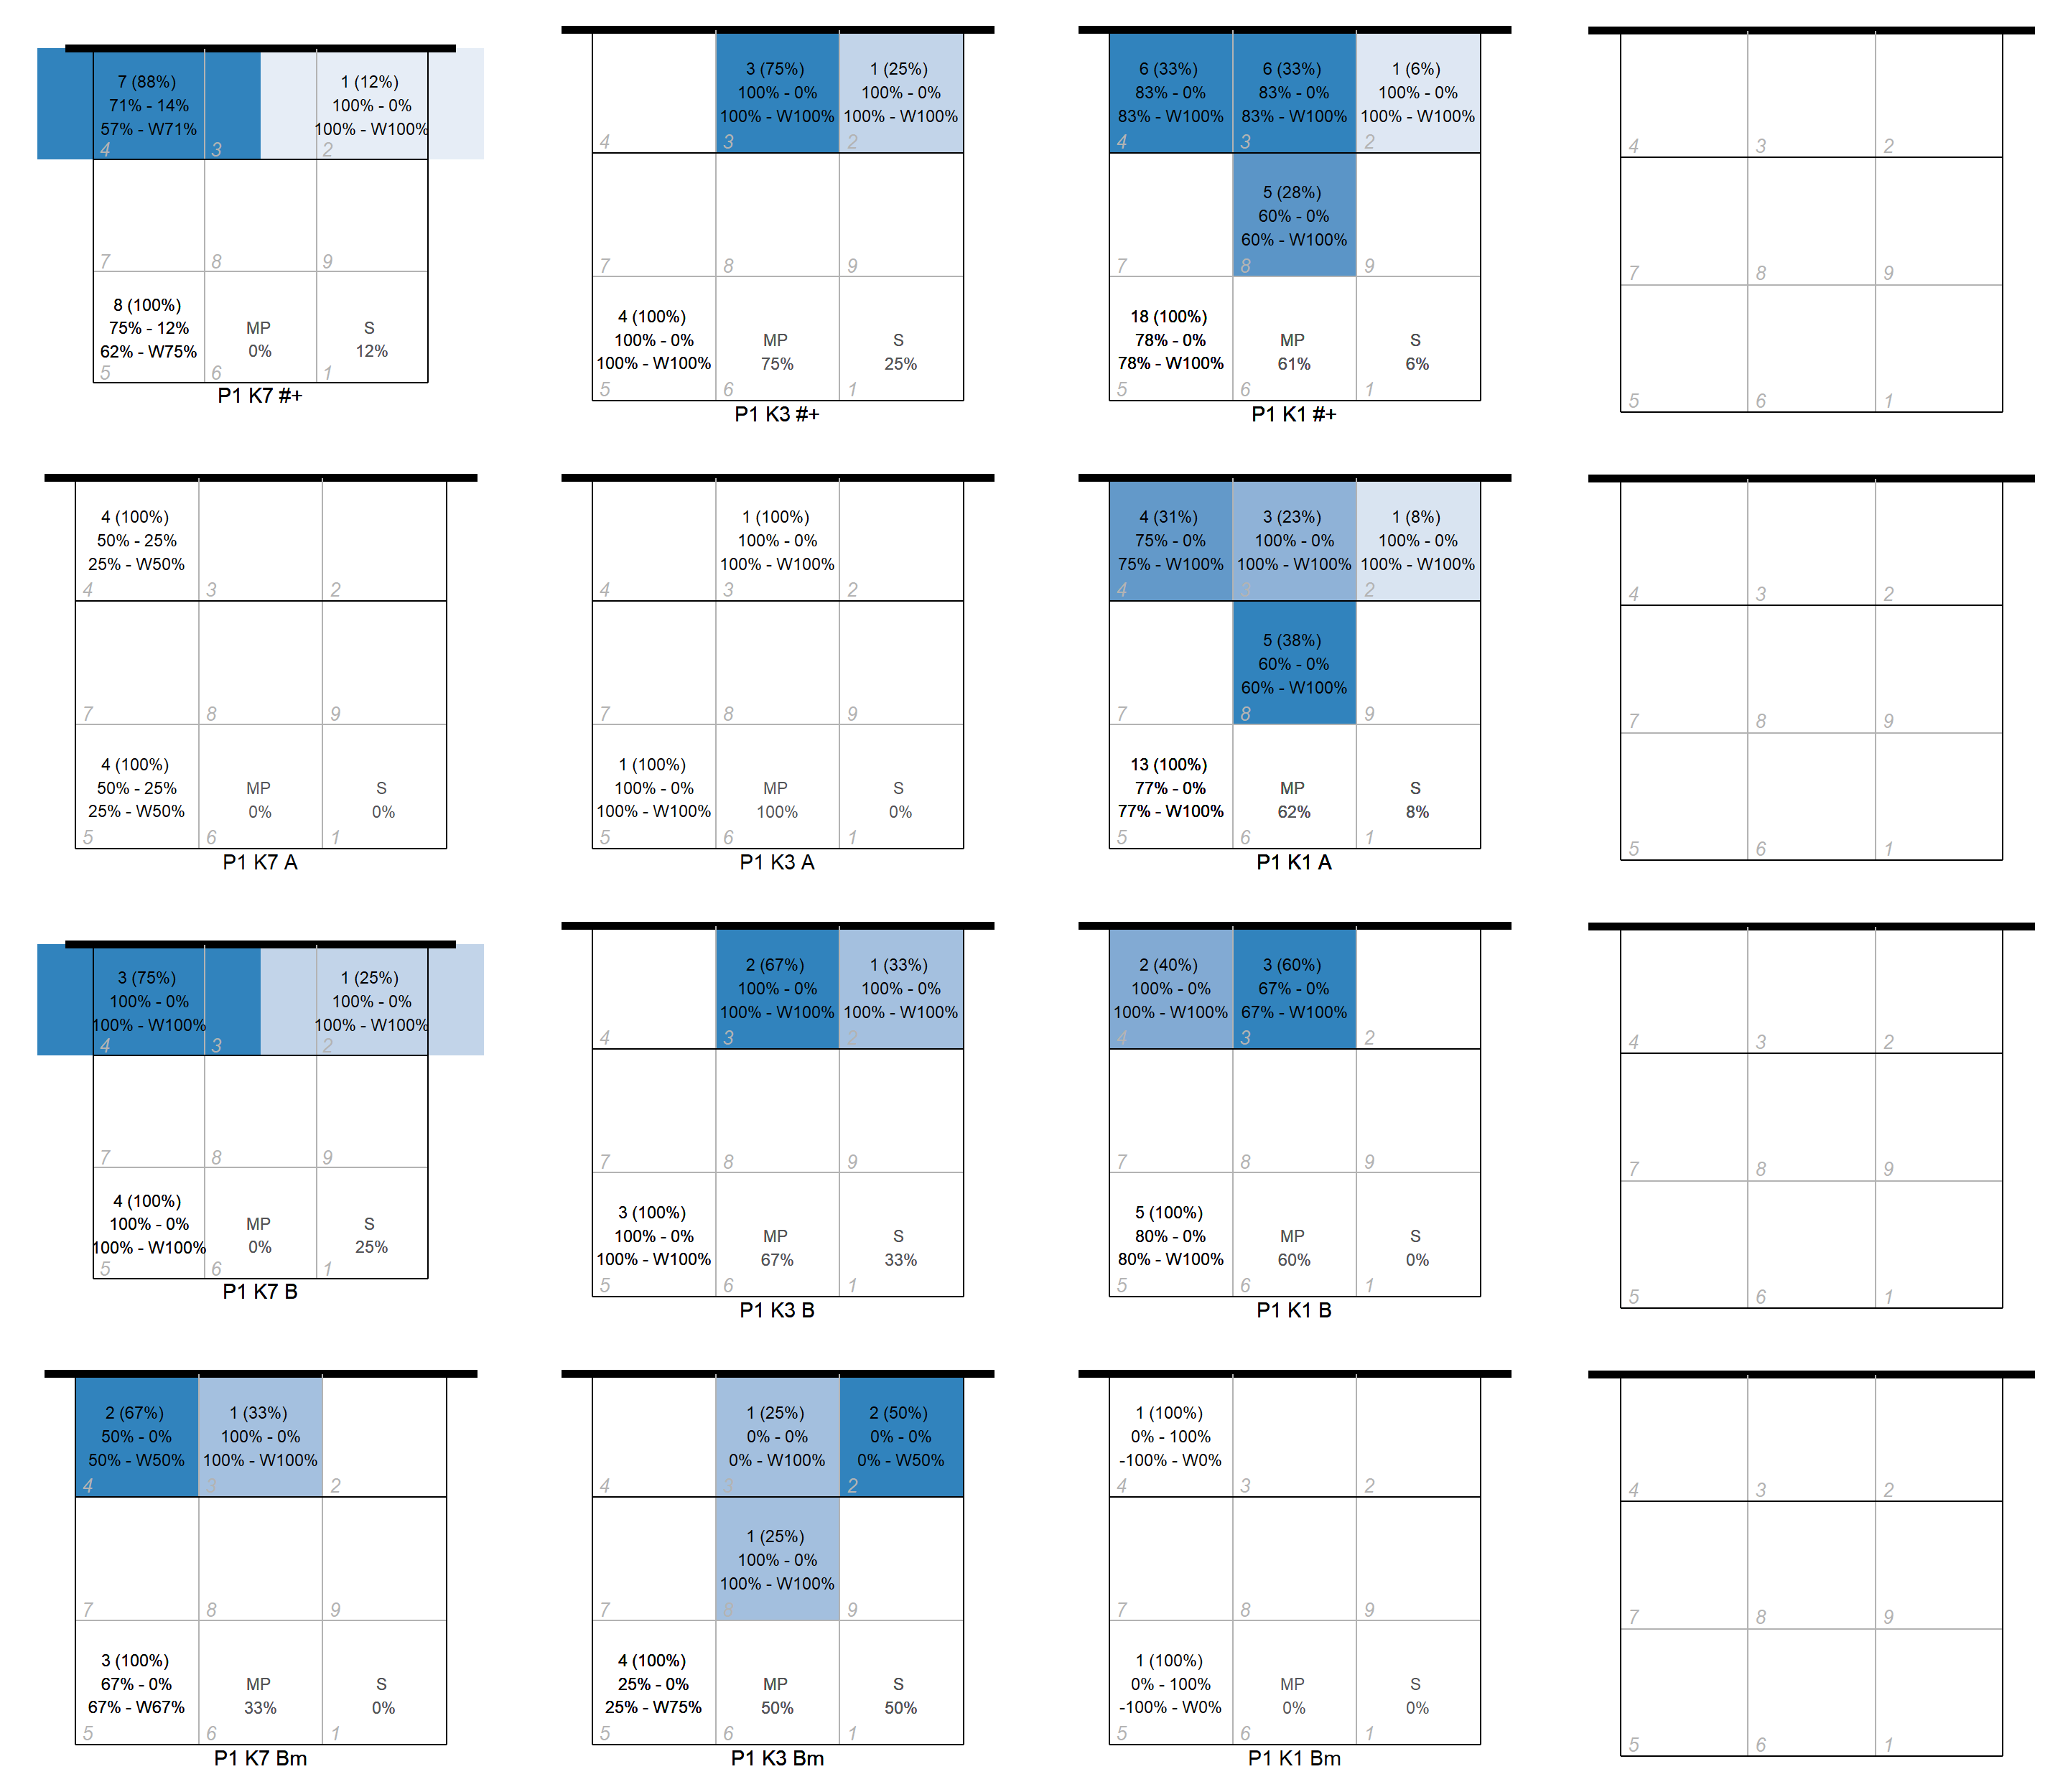 7 (88%)
71% - 14%
57% - W71%
1 (12%)
100% - 0%
100% - W100%
4
3
2
7
8
9
8 (100%)
75% - 12%
62% - W75%
MP
0%
S
12%
5
6
1
P1 K7 #+
3 (75%)
100% - 0%
100% - W100%
1 (25%)
100% - 0%
100% - W100%
4
3
2
7
8
9
4 (100%)
100% - 0%
100% - W100%
MP
75%
S
25%
5
6
1
P1 K3 #+
6 (33%)
83% - 0%
83% - W100%
6 (33%)
83% - 0%
83% - W100%
1 (6%)
100% - 0%
100% - W100%
4
3
2
5 (28%)
60% - 0%
60% - W100%
7
8
9
18 (100%)
78% - 0%
78% - W100%
MP
61%
S
6%
5
6
1
P1 K1 #+
4
3
2
7
8
9
5
6
1
4 (100%)
50% - 25%
25% - W50%
4
3
2
7
8
9
4 (100%)
50% - 25%
25% - W50%
MP
0%
S
0%
5
6
1
P1 K7 A
1 (100%)
100% - 0%
100% - W100%
4
3
2
7
8
9
1 (100%)
100% - 0%
100% - W100%
MP
100%
S
0%
5
6
1
P1 K3 A
4 (31%)
75% - 0%
75% - W100%
3 (23%)
100% - 0%
100% - W100%
1 (8%)
100% - 0%
100% - W100%
4
3
2
5 (38%)
60% - 0%
60% - W100%
7
8
9
13 (100%)
77% - 0%
77% - W100%
MP
62%
S
8%
5
6
1
P1 K1 A
4
3
2
7
8
9
5
6
1
3 (75%)
100% - 0%
100% - W100%
1 (25%)
100% - 0%
100% - W100%
4
3
2
7
8
9
4 (100%)
100% - 0%
100% - W100%
MP
0%
S
25%
5
6
1
P1 K7 B
2 (67%)
100% - 0%
100% - W100%
1 (33%)
100% - 0%
100% - W100%
4
3
2
7
8
9
3 (100%)
100% - 0%
100% - W100%
MP
67%
S
33%
5
6
1
P1 K3 B
2 (40%)
100% - 0%
100% - W100%
3 (60%)
67% - 0%
67% - W100%
4
3
2
7
8
9
5 (100%)
80% - 0%
80% - W100%
MP
60%
S
0%
5
6
1
P1 K1 B
4
3
2
7
8
9
5
6
1
2 (67%)
50% - 0%
50% - W50%
1 (33%)
100% - 0%
100% - W100%
4
3
2
7
8
9
3 (100%)
67% - 0%
67% - W67%
MP
33%
S
0%
5
6
1
P1 K7 Bm
1 (25%)
0% - 0%
0% - W100%
2 (50%)
0% - 0%
0% - W50%
4
3
2
1 (25%)
100% - 0%
100% - W100%
7
8
9
4 (100%)
25% - 0%
25% - W75%
MP
50%
S
50%
5
6
1
P1 K3 Bm
1 (100%)
0% - 100%
-100% - W0%
4
3
2
7
8
9
1 (100%)
0% - 100%
-100% - W0%
MP
0%
S
0%
5
6
1
P1 K1 Bm
4
3
2
7
8
9
5
6
1